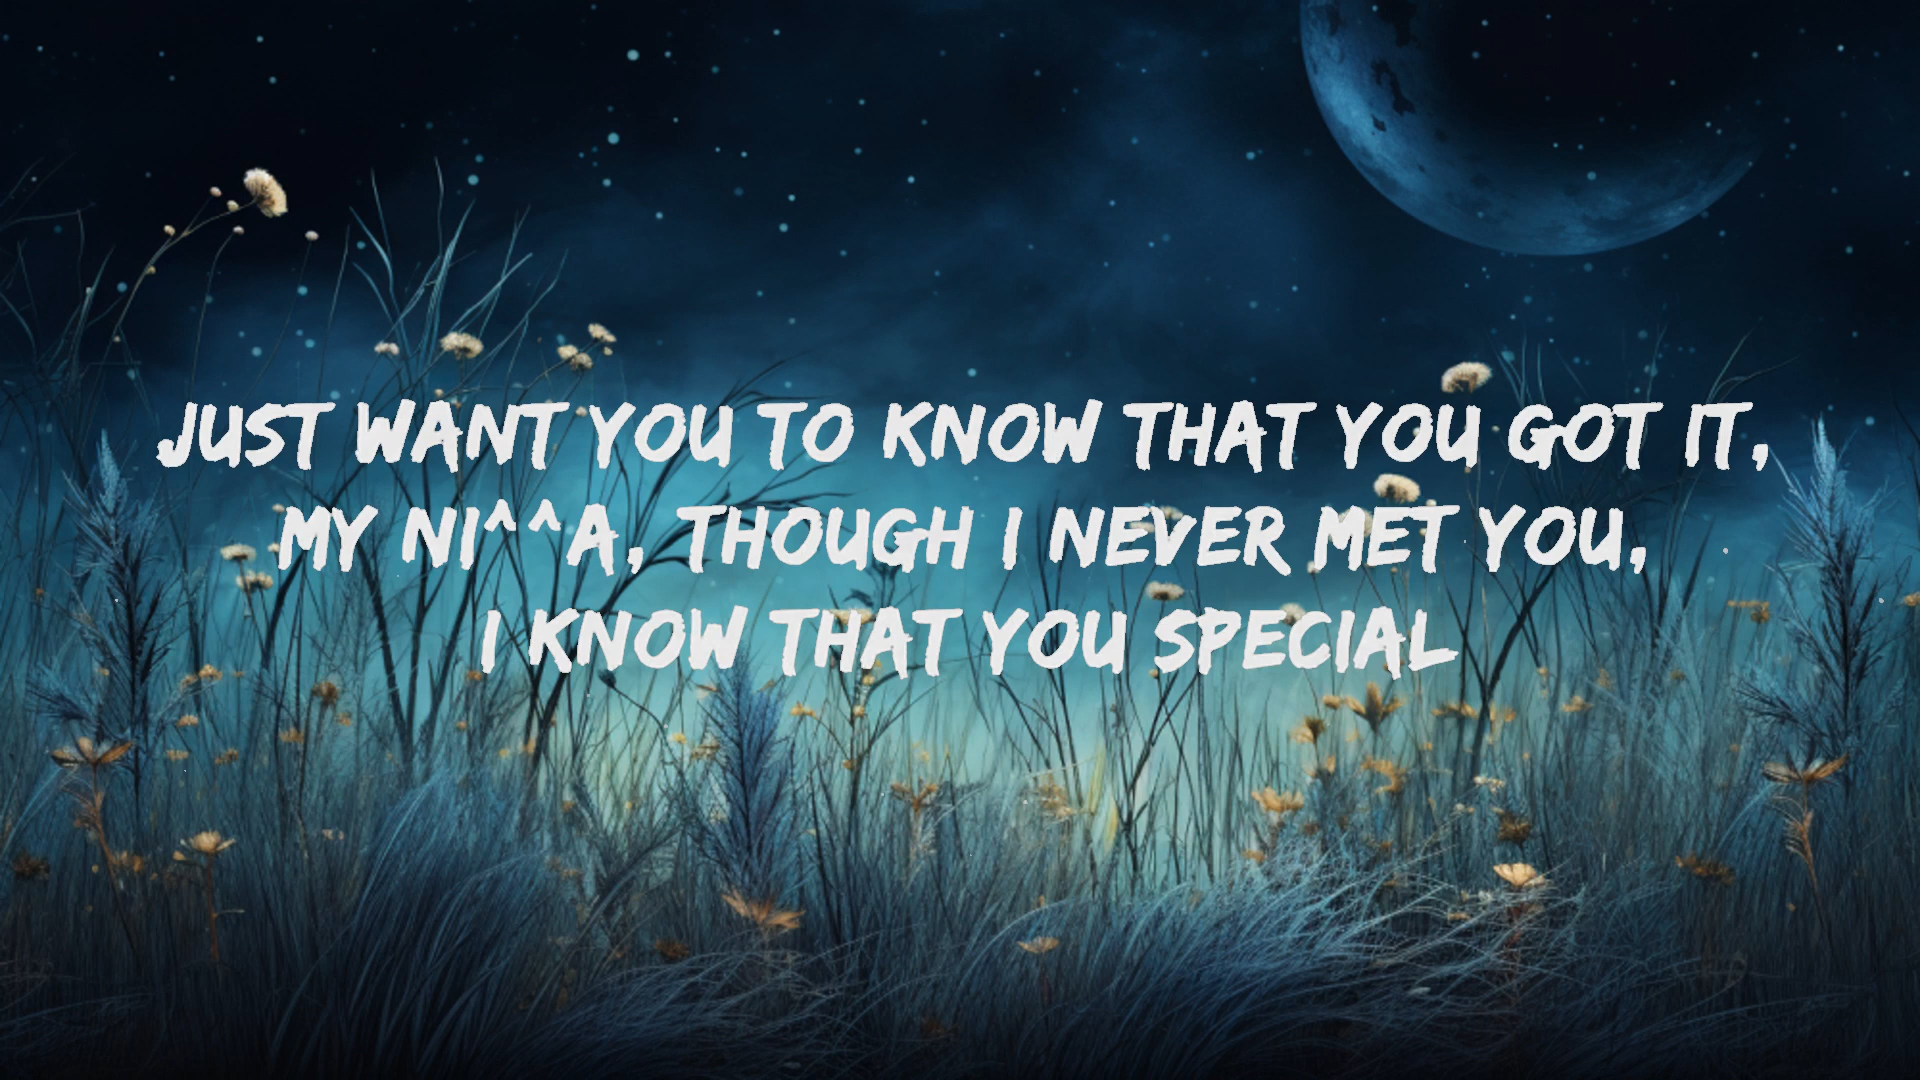 JUST WANT YOU TO KNOW THAT YOU GOT IT,
MY NI^^A, THOUGH I NEVER MET YOU,
I KNOW THAT YOU SPECIAL